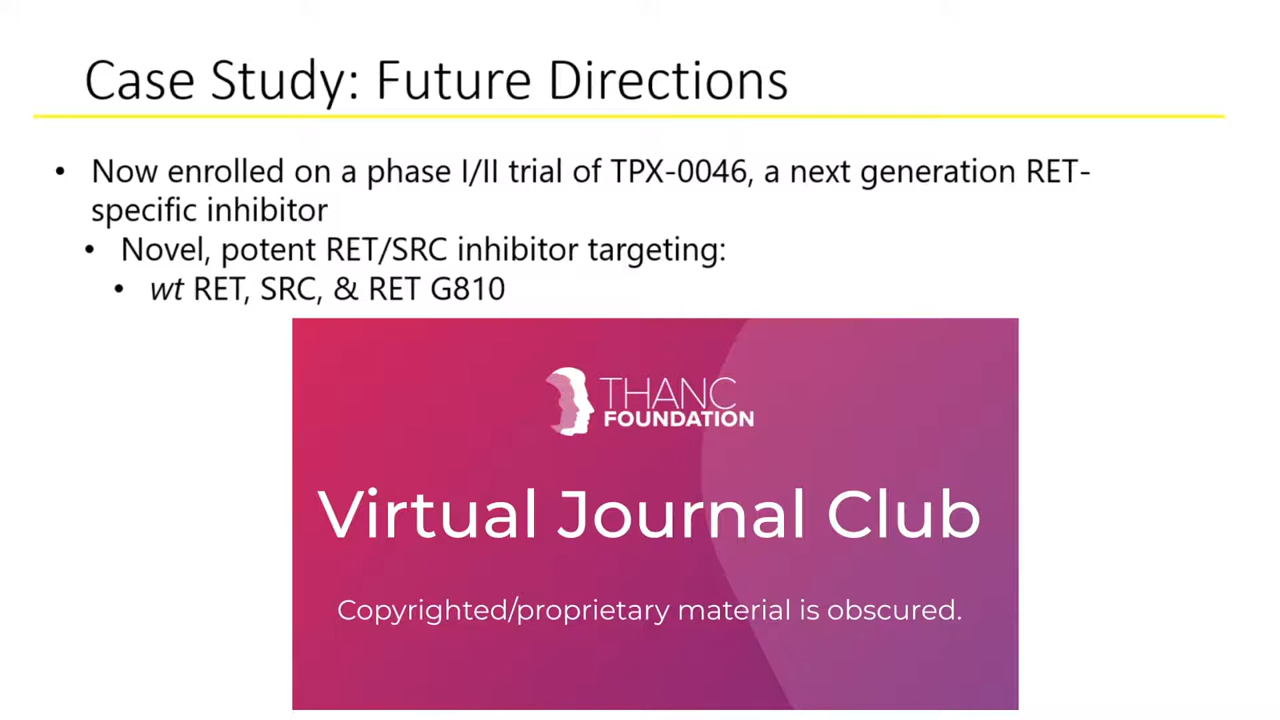 Case Study: Future Directions
• Now enrolled on a phase I/II trial of TPX-0046, a next generation RET-
specific inhibitor
• Novel, potent RET/SRC inhibitor targeting:
• wt RET, SRC, & RET G810
THANC
FOUNDATION
Virtual Journal Club
Copyrighted/proprietary material is obscured.